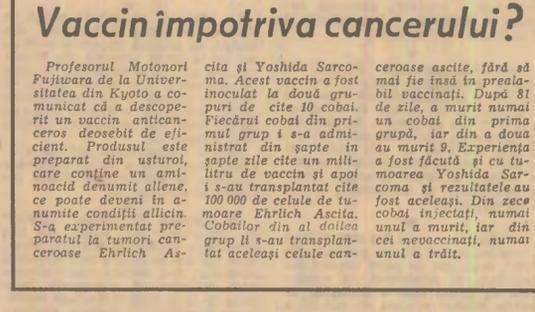 Vaccin împotriva cancerului?
Profesorul Motonori
Fujiwara de la Univer-
sitatea din Kyoto a co-
municat că a descope-
rit un vaccin antican-
ceros deosebit de efi-
cient. Produsul este
preparat din usturoi,
care conține un ami-
noacid denumit allene,
ce poate deveni în a-
numite condiții allicin.
S-a experimentat pre-
paratul la tumori can-
ceroase Ehrlich As-
cita și Yoshida Sarco-
ma. Acest vaccin a fost
inoculat la două gru-
puri de cîte 10 cobai.
Fiecărui cobai din pri-
mul grup i s-a admi-
nistrat din șapte în
șapte zile cîte un mili-
litru de vaccin și apoi
i s-au transplantat cîte
100 000 de celule de tu-
moare Ehrlich Ascita.
Cobailor din al doilea
grup li s-au transplan-
tat aceleași celule can-
ceroase ascite, fără să
mai fie însă în preala-
bil vaccinați. După 81
de zile, a murit numai
un cobai din prima
grupă, iar din a doua
au murit 9. Experiența
a fost făcută și cu tu-
moarea Yoshida Sar-
coma și rezultatele au
fost aceleași. Din zece
cobai injectați, numai
unul a murit, iar din
cei nevaccinați, numai
unul a trăit.